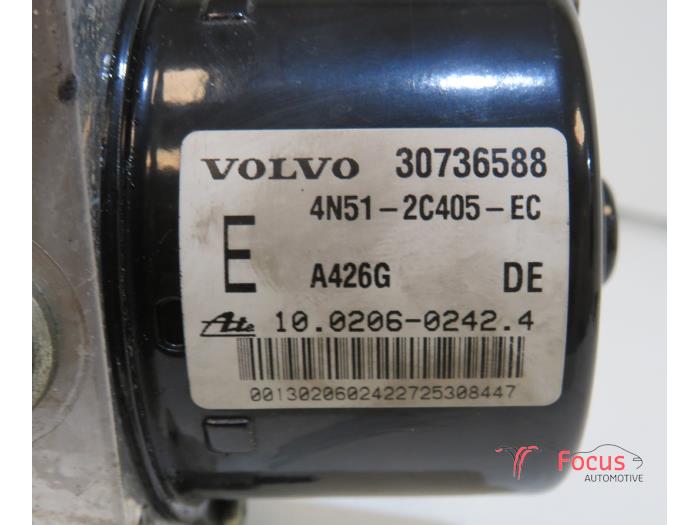 VOLVO 30736588
4N51-2C405-EC
E
A426G DE
Ate 10.0206-0242.4
0013020602422725308447
Focus
AUTOMOTIVE